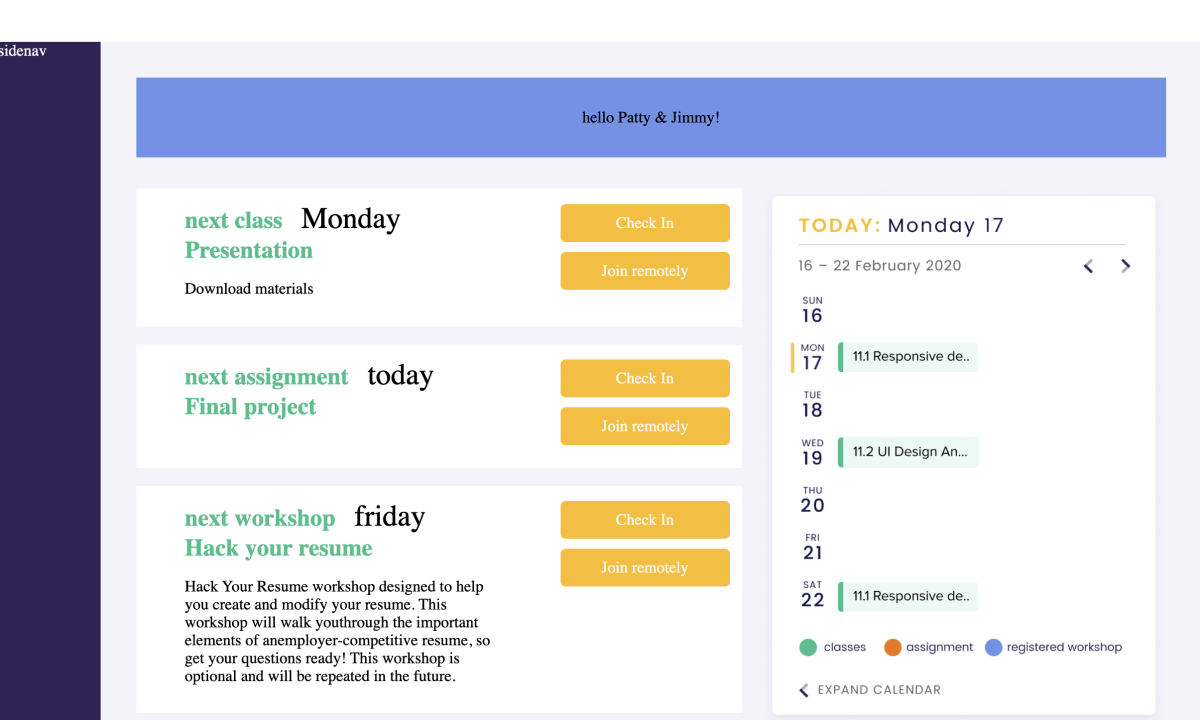 sidenav
hello Patty & Jimmy!
next class Monday
Presentation
Download materials
Check In
Join remotely
next assignment today
Final project
Check In
Join remotely
next workshop friday
Hack your resume
Hack Your Resume workshop designed to help
you create and modify your resume. This
workshop will walk youthrough the important
elements of anemployer-competitive resume, so
get your questions ready! This workshop is
optional and will be repeated in the future.
Check In
Join remotely
TODAY: Monday 17
16 – 22 February 2020
SUN
16
MON
17
11.1 Responsive de..
TUE
18
WED
19
11.2 UI Design An...
THU
20
FRI
21
SAT
22
11.1 Responsive de..
classes assignment registered workshop
EXPAND CALENDAR